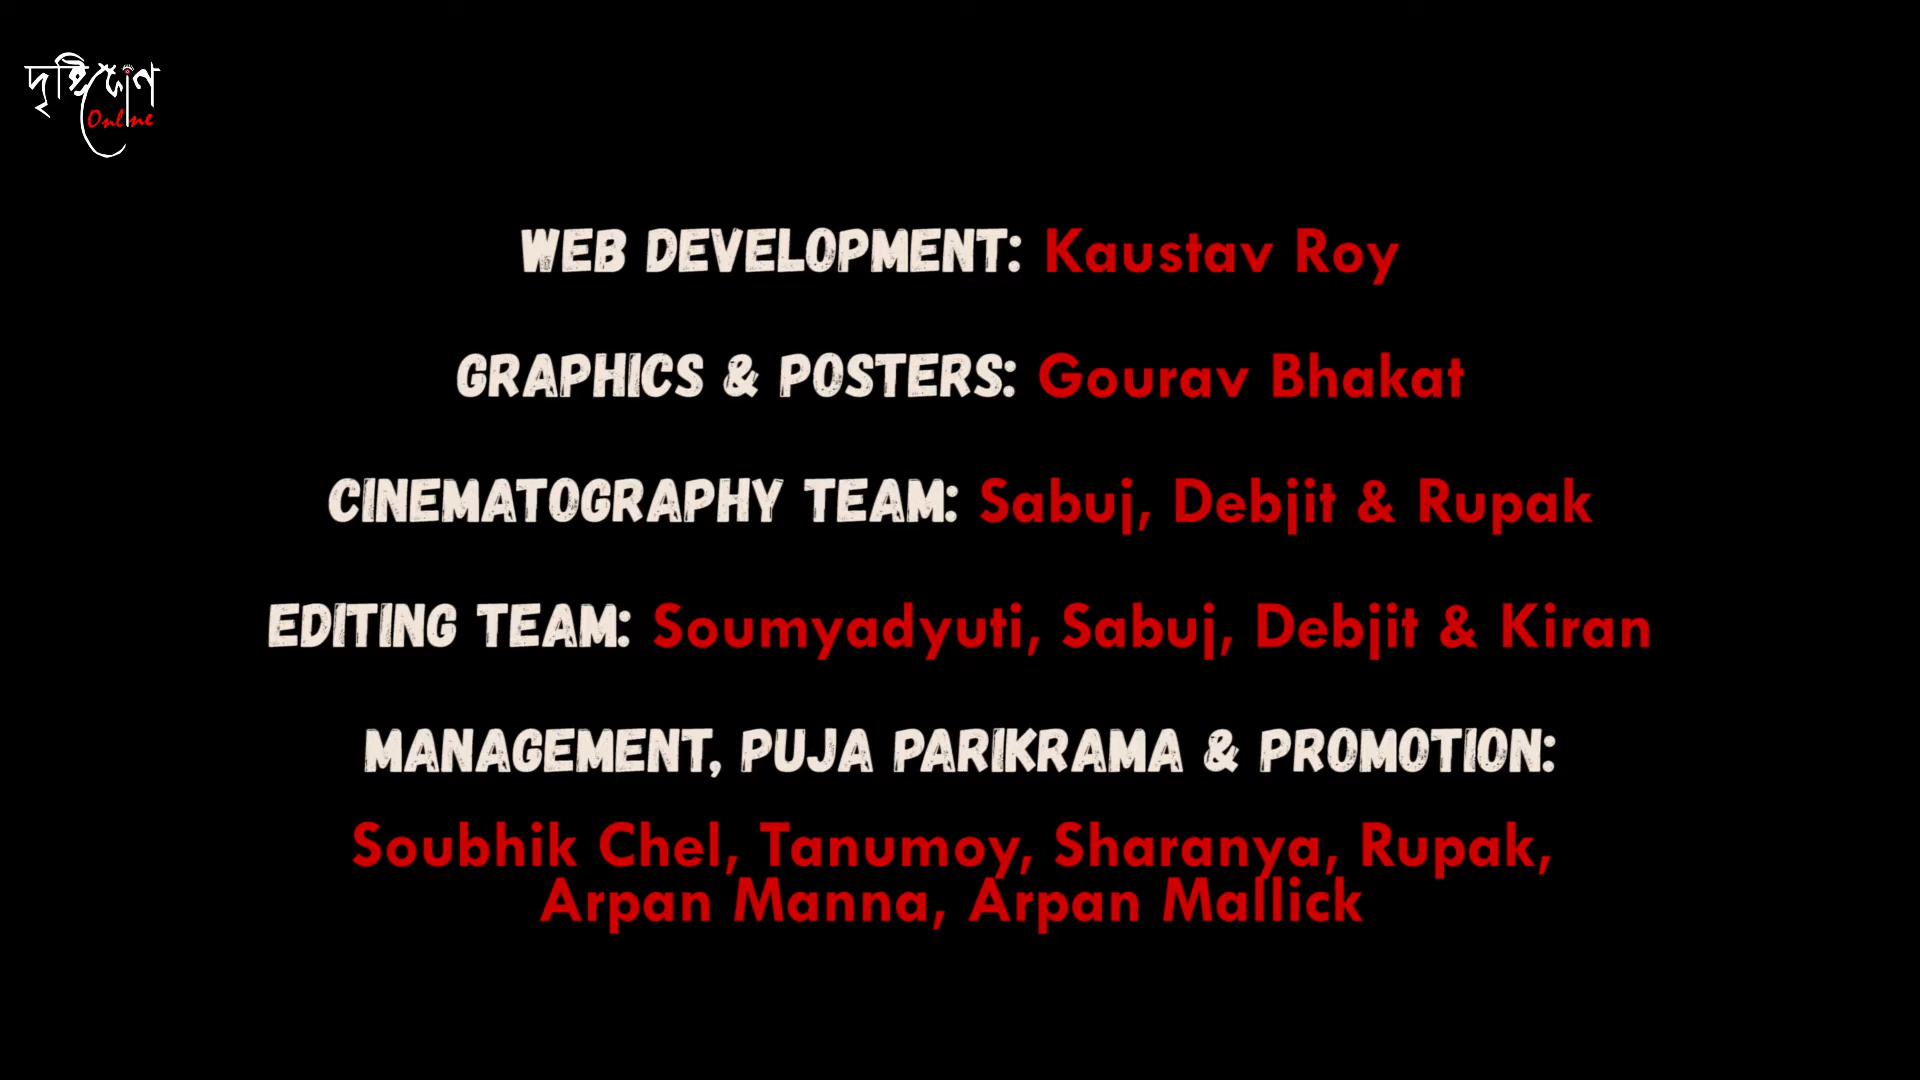 দৃষ্টিকোণ
Online
WEB DEVELOPMENT: Kaustav Roy
GRAPHICS & POSTERS: Gourav Bhakat
CINEMATOGRAPHY TEAM: Sabuj, Debjit & Rupak
EDITING TEAM: Soumyadyuti, Sabuj, Debjit & Kiran
MANAGEMENT, PUJA PARIKRAMA & PROMOTION:
Soubhik Chel, Tanumoy, Sharanya, Rupak,
Arpan Manna, Arpan Mallick